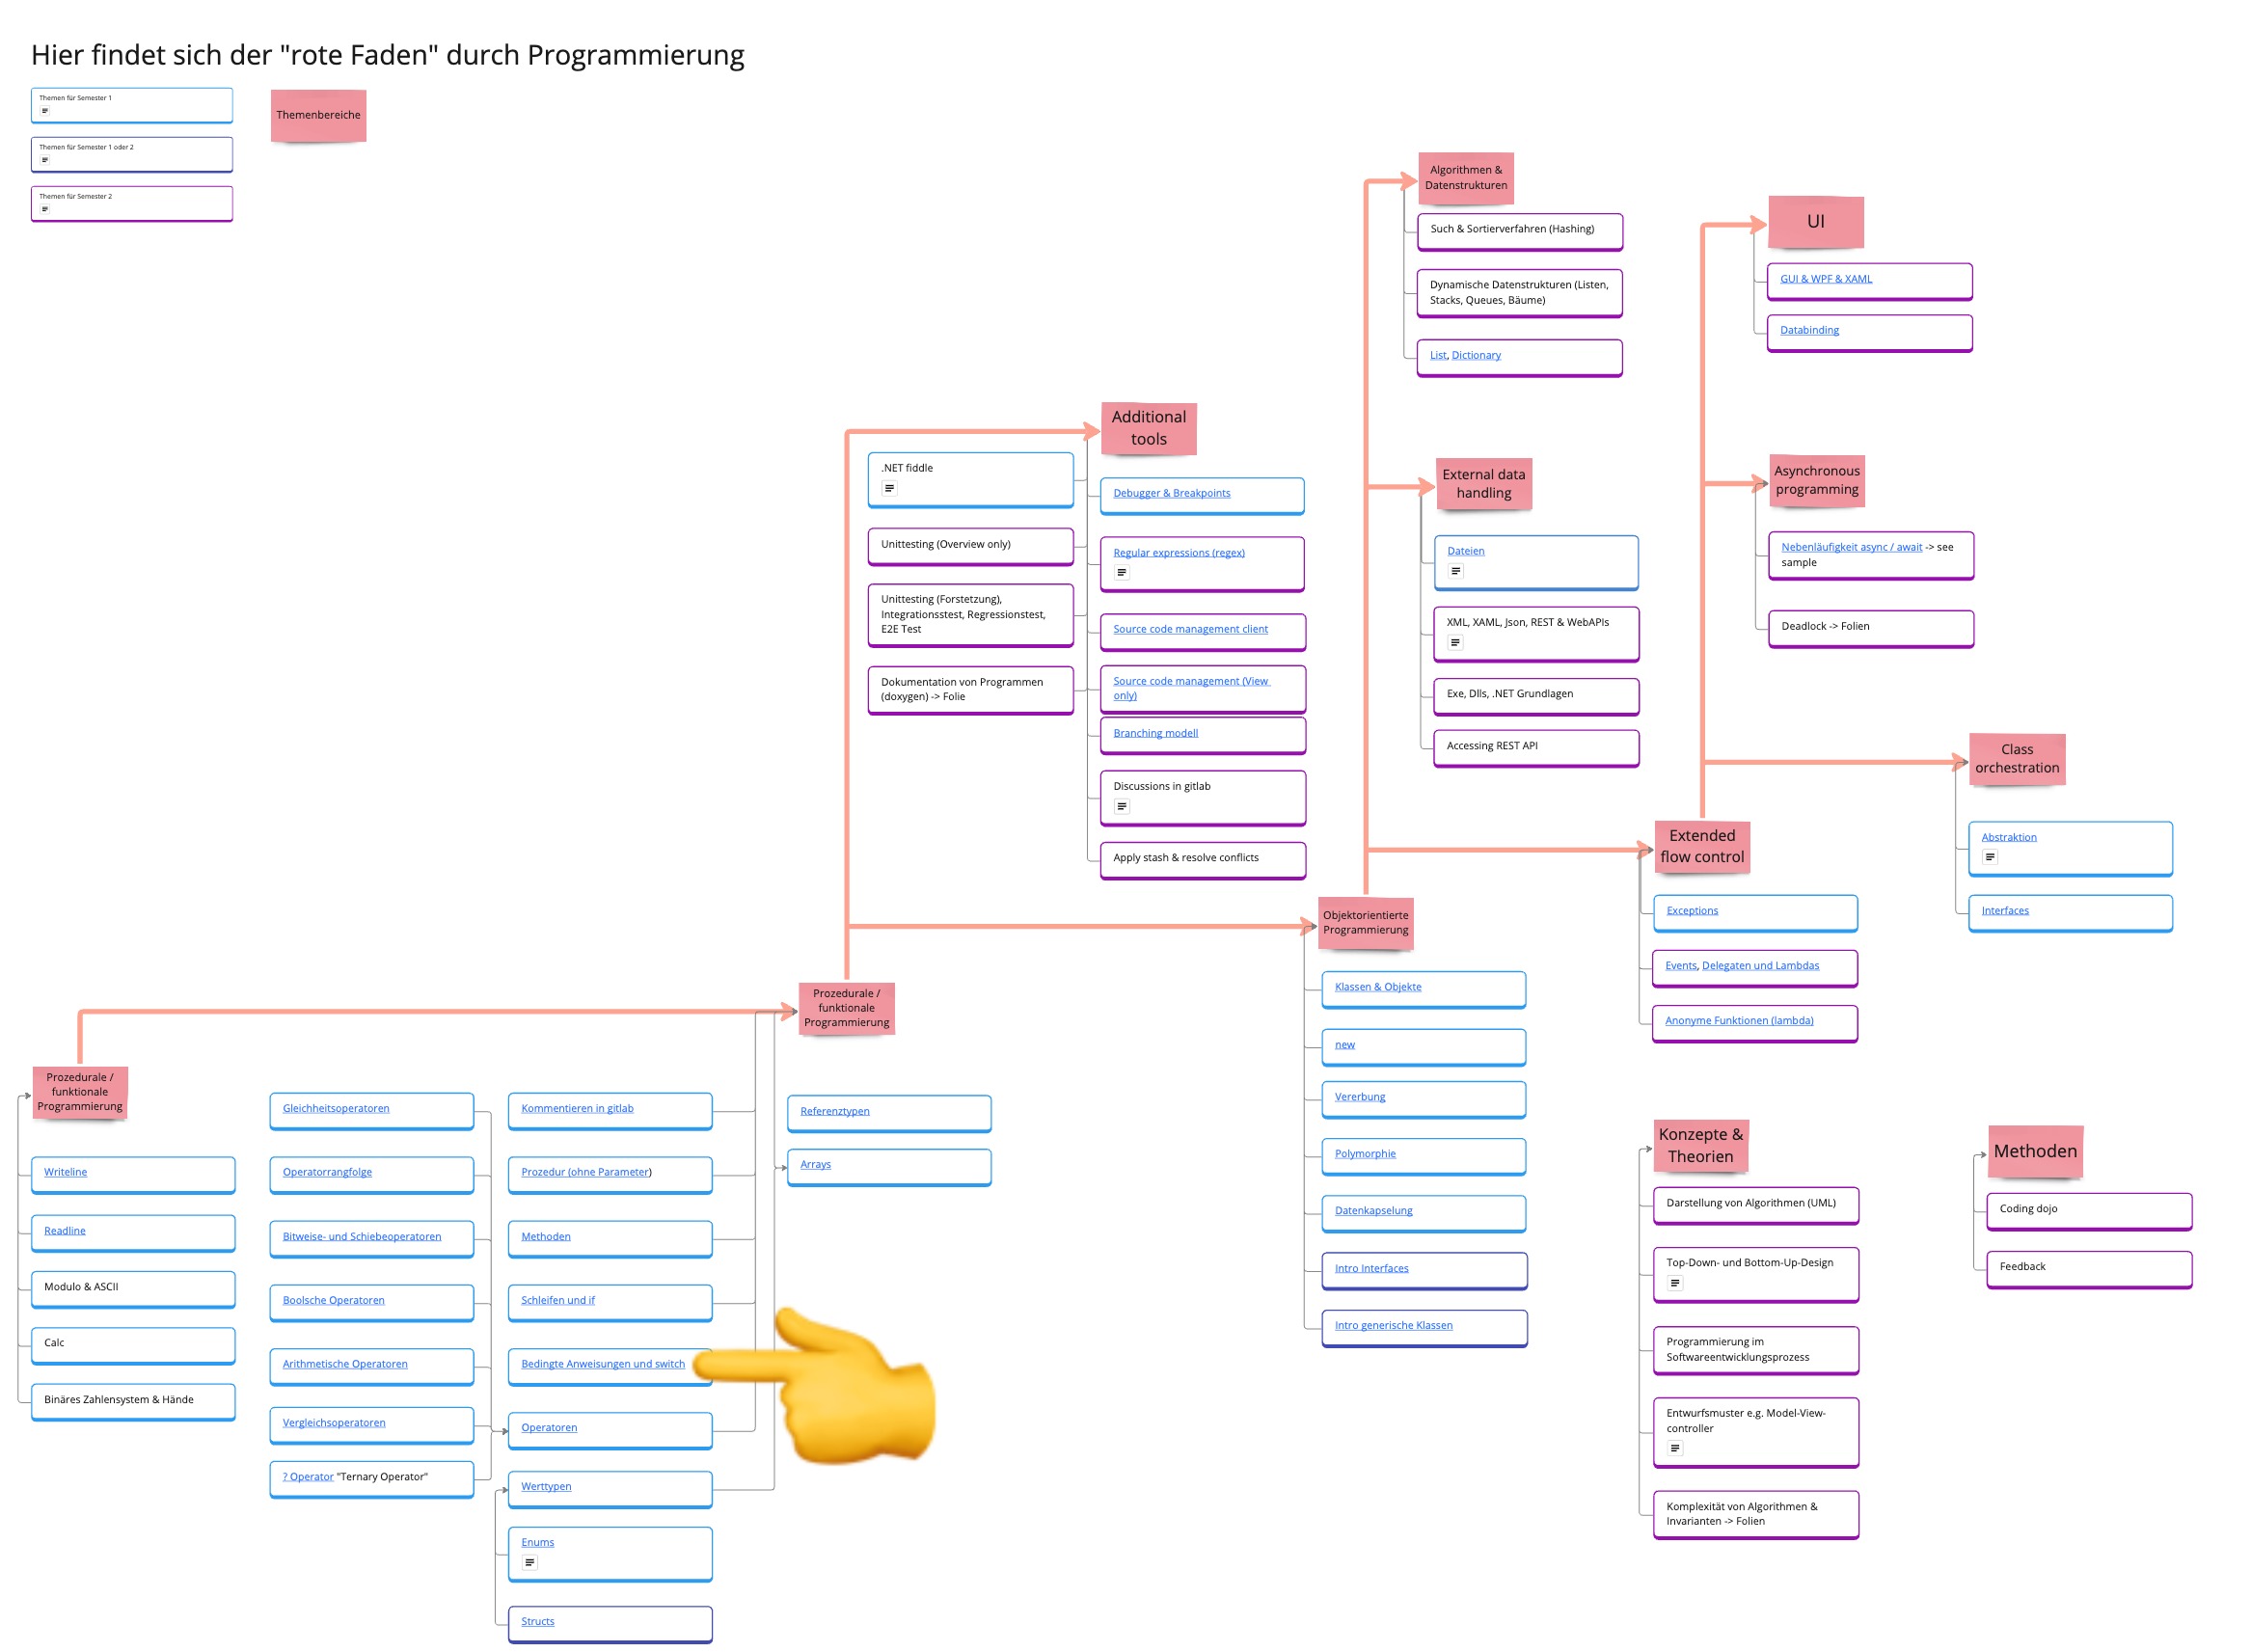 Hier findet sich der "rote Faden" durch Programmierung
Themen für Semester 1
Themen für Semester 1 oder 2
Themen für Semester 2
Themenbereiche
Algorithmen &
Datenstrukturen
Such & Sortierverfahren (Hashing)
Dynamische Datenstrukturen (Listen,
Stacks, Queues, Bäume)
List, Dictionary
UI
GUI & WPF & XAML
Databinding
Additional
tools
.NET fiddle
Unittesting (Overview only)
Unittesting (Forstetzung),
Integrationsstest, Regressionstest,
E2E Test
Dokumentation von Programmen
(doxygen) -> Folie
Debugger & Breakpoints
Regular expressions (regex)
Source code management client
Source code management (View
only)
Branching modell
Discussions in gitlab
Apply stash & resolve conflicts
External data
handling
Dateien
XML, XAML, Json, REST & WebAPIs
Exe, Dlls, .NET Grundlagen
Accessing REST API
Asynchronous
programming
Nebenläufigkeit async / await -> see
sample
Deadlock -> Folien
Class
orchestration
Abstraktion
Interfaces
Extended
flow control
Exceptions
Events, Delegaten und Lambdas
Anonyme Funktionen (lambda)
Objektorientierte
Programmierung
Klassen & Objekte
new
Vererbung
Polymorphie
Datenkapselung
Intro Interfaces
Intro generische Klassen
Prozedurale /
funktionale
Programmierung
Referenztypen
Arrays
Prozedurale /
funktionale
Programmierung
Writeline
Readline
Modulo & ASCII
Calc
Binäres Zahlensystem & Hände
Gleichheitsoperatoren
Operatorrangfolge
Bitweise- und Schiebeoperatoren
Boolsche Operatoren
Arithmetische Operatoren
Vergleichsoperatoren
? Operator "Ternary Operator"
Kommentieren in gitlab
Prozedur (ohne Parameter)
Methoden
Schleifen und if
Bedingte Anweisungen und switch
Operatoren
Werttypen
Enums
Structs
Konzepte &
Theorien
Darstellung von Algorithmen (UML)
Top-Down- und Bottom-Up-Design
Programmierung im
Softwareentwicklungsprozess
Entwurfsmuster e.g. Model-View-
controller
Komplexität von Algorithmen &
Invarianten -> Folien
Methoden
Coding dojo
Feedback